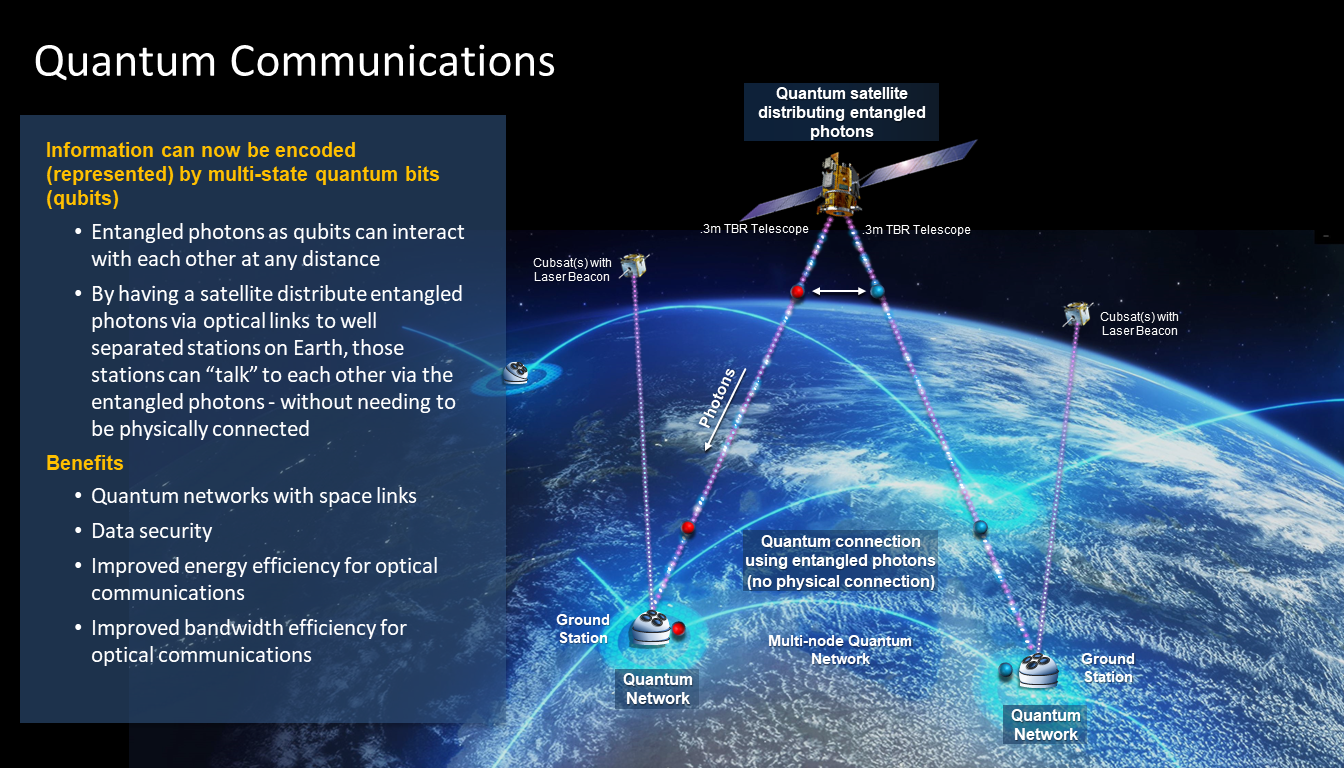 Quantum Communications
Information can now be encoded
(represented) by multi-state quantum bits
(qubits)
• Entangled photons as qubits can interact
with each other at any distance
• By having a satellite distribute entangled
photons via optical links to well
separated stations on Earth, those
stations can “talk” to each other via the
entangled photons - without needing to
be physically connected
Benefits
• Quantum networks with space links
• Data security
• Improved energy efficiency for optical
communications
• Improved bandwidth efficiency for
optical communications
Quantum satellite
distributing entangled
photons
.3m TBR Telescope
.3m TBR Telescope
Cubsat(s) with
Laser Beacon
Cubsat(s) with
Laser Beacon
Photons
Quantum connection
using entangled photons
(no physical connection)
Ground
Station
Multi-node Quantum
Network
Ground
Station
Quantum
Network
Quantum
Network